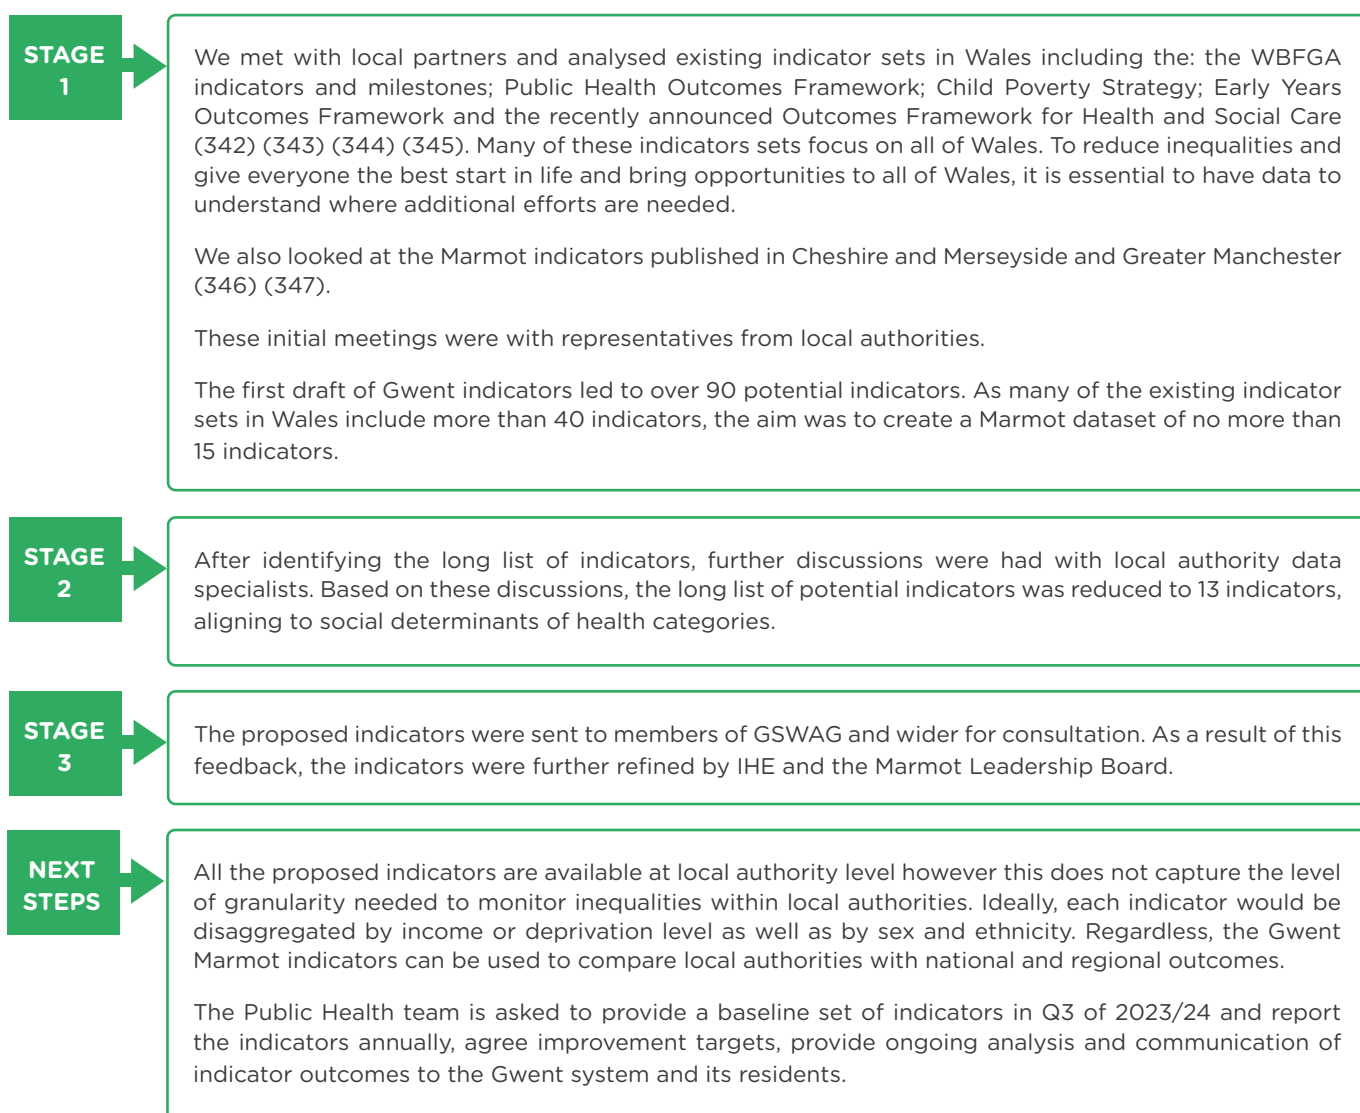 STAGE
1
We met with local partners and analysed existing indicator sets in Wales including the: the WBFGA
indicators and milestones; Public Health Outcomes Framework; Child Poverty Strategy; Early Years
Outcomes Framework and the recently announced Outcomes Framework for Health and Social Care
(342) (343) (344) (345). Many of these indicators sets focus on all of Wales. To reduce inequalities and
give everyone the best start in life and bring opportunities to all of Wales, it is essential to have data to
understand where additional efforts are needed.
We also looked at the Marmot indicators published in Cheshire and Merseyside and Greater Manchester
(346) (347).
These initial meetings were with representatives from local authorities.
The first draft of Gwent indicators led to over 90 potential indicators. As many of the existing indicator
sets in Wales include more than 40 indicators, the aim was to create a Marmot dataset of no more than
15 indicators.
STAGE
2
After identifying the long list of indicators, further discussions were had with local authority data
specialists. Based on these discussions, the long list of potential indicators was reduced to 13 indicators,
aligning to social determinants of health categories.
STAGE
3
The proposed indicators were sent to members of GSWAG and wider for consultation. As a result of this
feedback, the indicators were further refined by IHE and the Marmot Leadership Board.
NEXT
STEPS
All the proposed indicators are available at local authority level however this does not capture the level
of granularity needed to monitor inequalities within local authorities. Ideally, each indicator would be
disaggregated by income or deprivation level as well as by sex and ethnicity. Regardless, the Gwent
Marmot indicators can be used to compare local authorities with national and regional outcomes.
The Public Health team is asked to provide a baseline set of indicators in Q3 of 2023/24 and report
the indicators annually, agree improvement targets, provide ongoing analysis and communication of
indicator outcomes to the Gwent system and its residents.